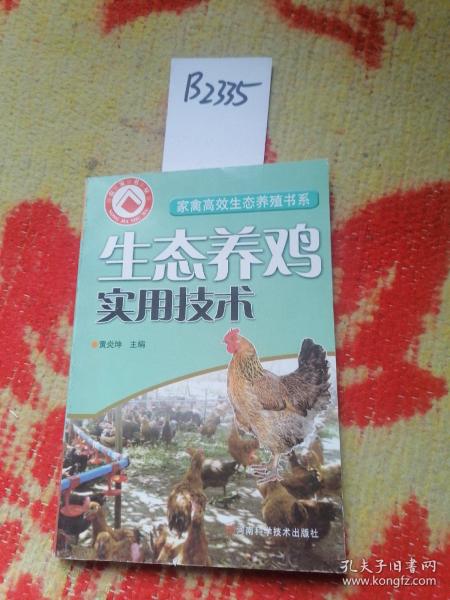 B2335
家禽高效生态养殖书系
生态养鸡
实用技术
黄炎坤 主编
河南科学技术出版社
孔夫子旧书网
www.kongfz.com